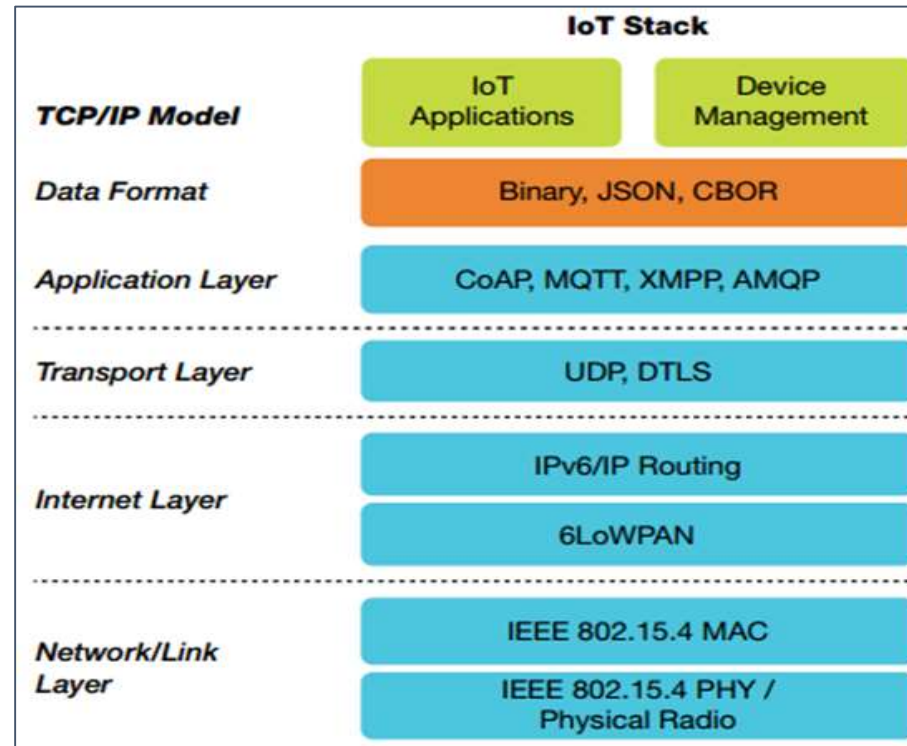 IoT Stack
TCP/IP Model
IoT
Applications
Device
Management
Data Format
Binary, JSON, CBOR
Application Layer
CoAP, MQTT, XMPP, AMQP
Transport Layer
UDP, DTLS
Internet Layer
IPv6/IP Routing
6LoWPAN
Network/Link
Layer
IEEE 802.15.4 MAC
IEEE 802.15.4 PHY /
Physical Radio